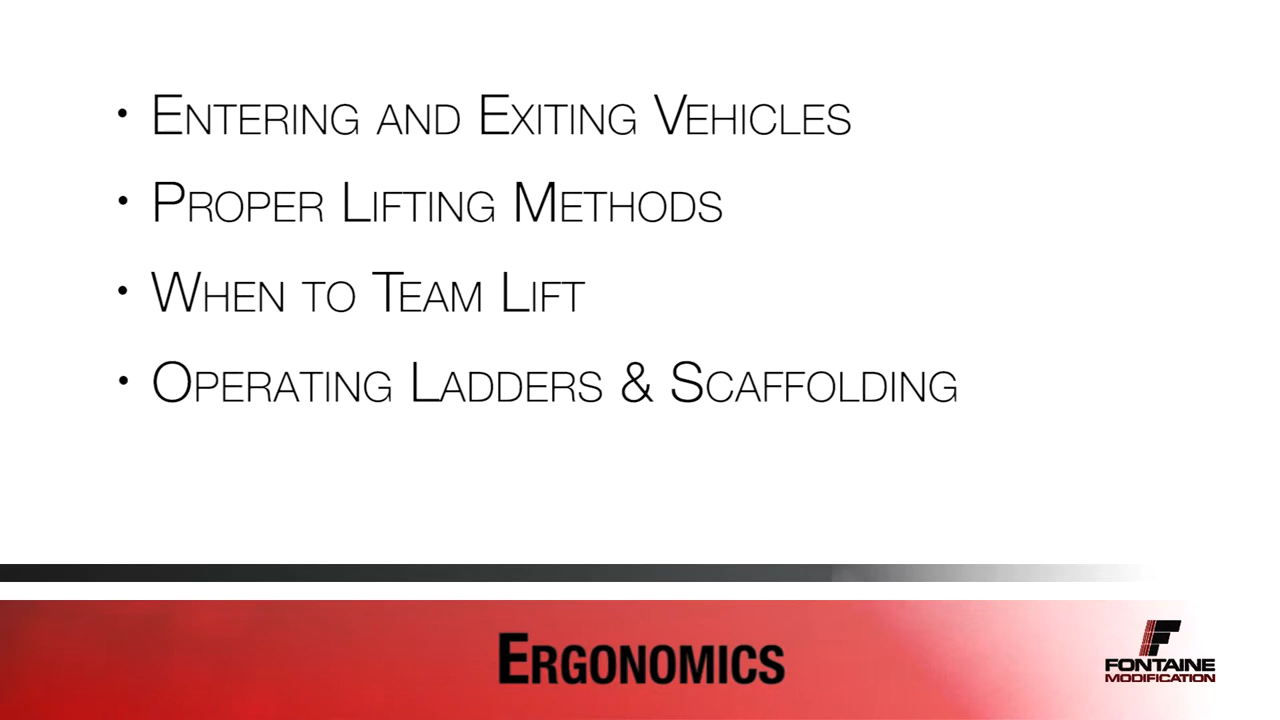 • Entering and Exiting Vehicles
• Proper Lifting Methods
• When to Team Lift
• Operating Ladders & Scaffolding
Ergonomics
FONTAINE
MODIFICATION